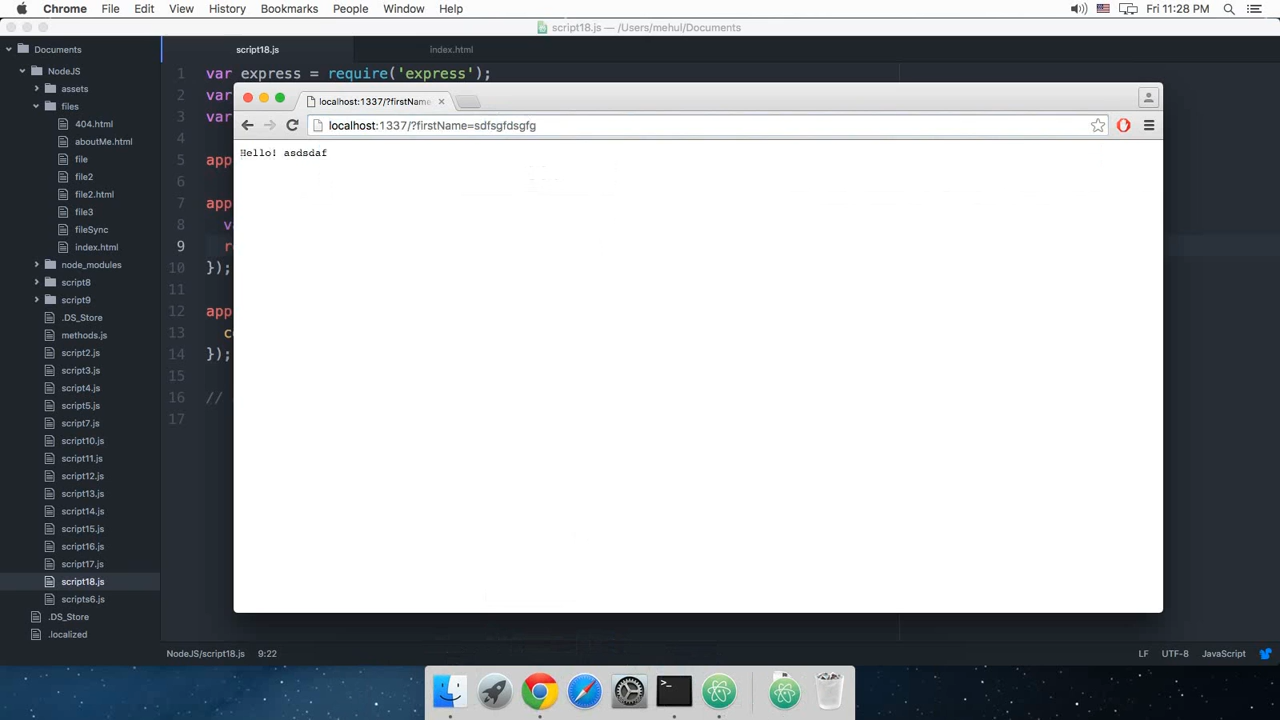 Chrome File Edit View History Bookmarks People Window Help Fri 11:28 PM
script18.js — /Users/mehul/Documents
Documents
NodeJS
assets
files
404.html
aboutMe.html
file
file2
file2.html
file3
fileSync
index.html
node_modules
script8
script9
.DS_Store
methods.js
script2.js
script3.js
script4.js
script5.js
script7.js
script10.js
script11.js
script12.js
script13.js
script14.js
script15.js
script16.js
script17.js
script18.js
scripts6.js
.DS_Store
.localized
script18.js index.html
1 var express = require('express');
2 var
3 var
4
5 app
6
7 app
8 va
9 re
10 });
11
12 app
13 co
14 });
15
16 //
17
localhost:1337/?firstName
localhost:1337/?firstName=sdfsgfdsgfg
Hello! asdsdaf
NodeJS/script18.js 9:22 LF UTF-8 JavaScript